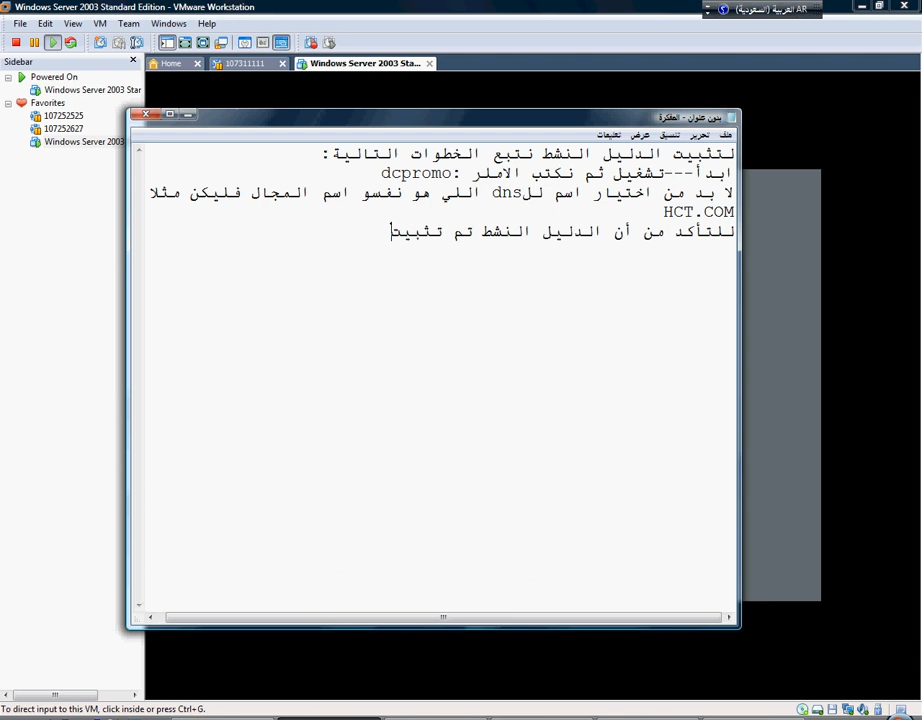 Windows Server 2003 Standard Edition - VMware Workstation
العربية (السعودية) AR
File Edit View VM Team Windows Help
Sidebar
Home
107311111
Windows Server 2003 Sta...
Powered On
Windows Server 2003 Star
Favorites
107252525
107252627
Windows Server 2003
بدون عنوان - المفكرة
ملف تحرير تنسيق عرض تعليمات
لتثبيت الدليل النشط نتبع الخطوات التالية:
ابدأ---تشغيل ثم نكتب الاملر :dcpromo
لا بد من اختيار اسم للdns اللي هو نفسو اسم المجال فليكن مثلا
HCT.COM
للتأكد من أن الدليل النشط تم تثبيت
To direct input to this VM, click inside or press Ctrl+G.